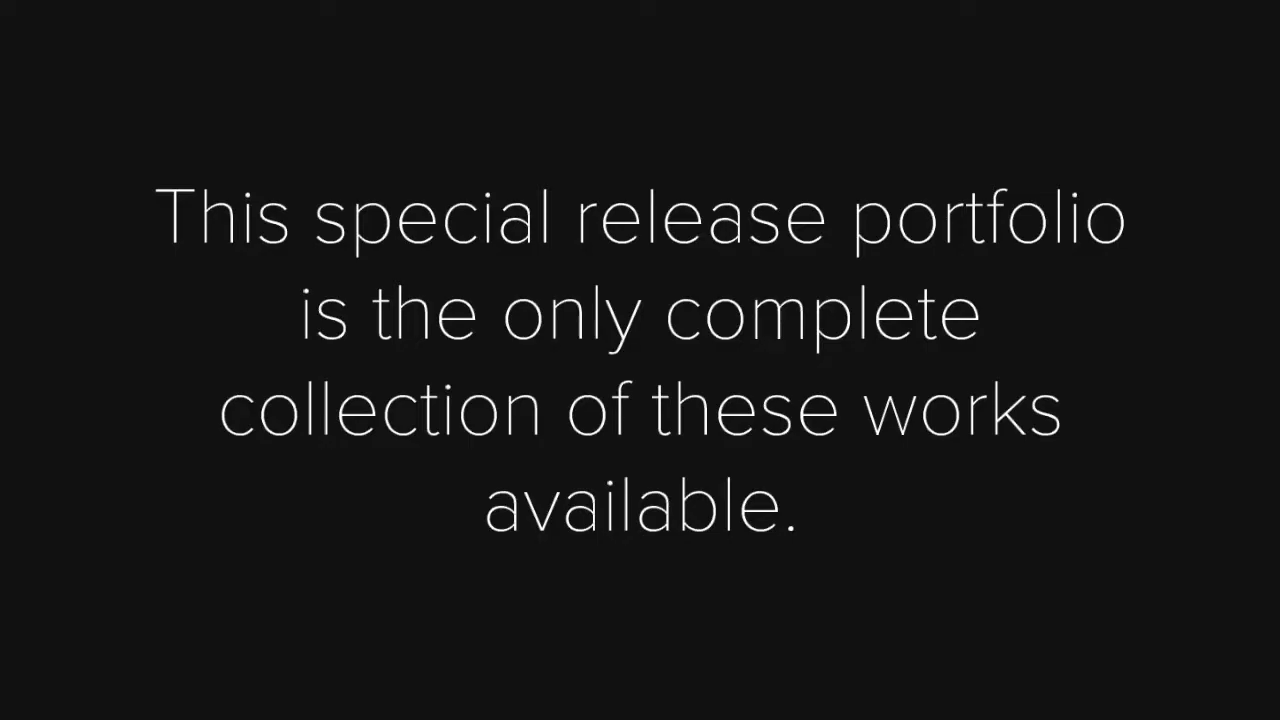 This special release portfolio
is the only complete
collection of these works
available.